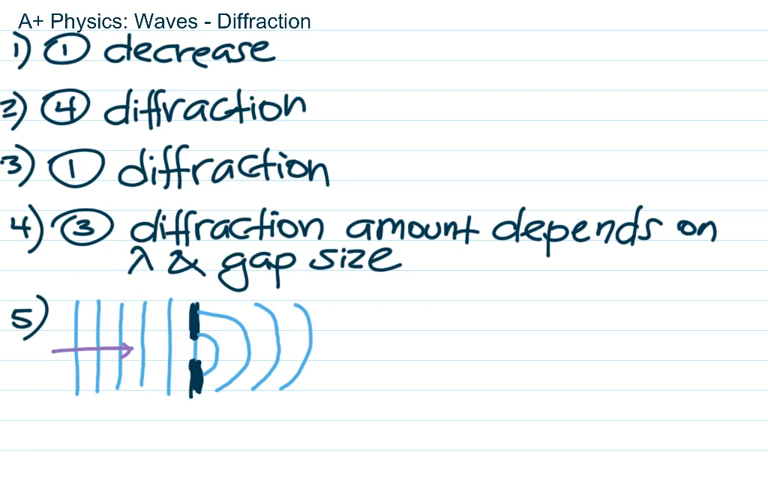 A+ Physics: Waves - Diffraction
1) ① decrease
2) ④ diffraction
3) ① diffraction
4) ③ diffraction amount depends on
λ & gap size
5)